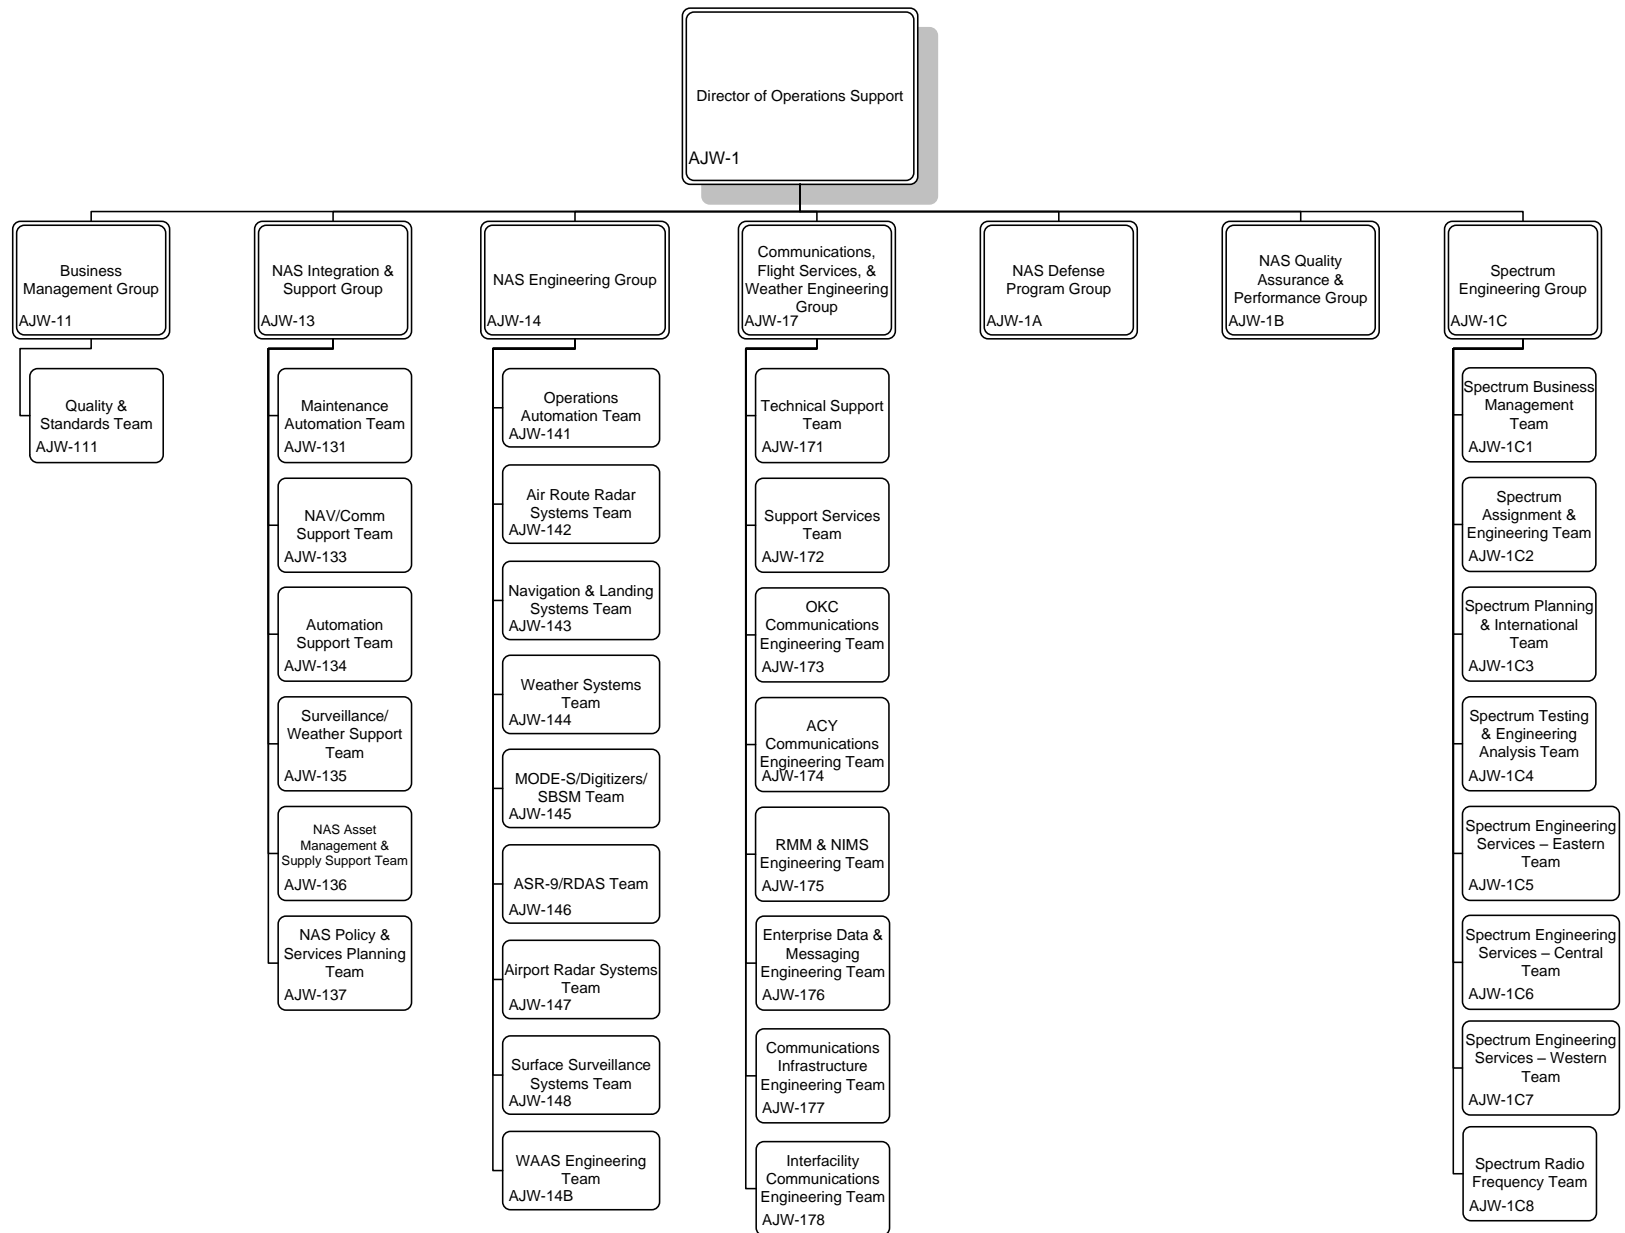 Director of Operations Support
AJW-1
Business
Management Group
AJW-11
NAS Integration &
Support Group
AJW-13
NAS Engineering Group
AJW-14
Communications,
Flight Services, &
Weather Engineering
Group
AJW-17
NAS Defense
Program Group
AJW-1A
NAS Quality
Assurance &
Performance Group
AJW-1B
Spectrum
Engineering Group
AJW-1C
Quality &
Standards Team
AJW-111
Maintenance
Automation Team
AJW-131
NAV/Comm
Support Team
AJW-133
Automation
Support Team
AJW-134
Surveillance/
Weather Support
Team
AJW-135
NAS Asset
Management &
Supply Support Team
AJW-136
NAS Policy &
Services Planning
Team
AJW-137
Operations
Automation Team
AJW-141
Air Route Radar
Systems Team
AJW-142
Navigation & Landing
Systems Team
AJW-143
Weather Systems
Team
AJW-144
MODE-S/Digitizers/
SBSM Team
AJW-145
ASR-9/RDAS Team
AJW-146
Airport Radar Systems
Team
AJW-147
Surface Surveillance
Systems Team
AJW-148
WAAS Engineering
Team
AJW-14B
Technical Support
Team
AJW-171
Support Services
Team
AJW-172
OKC
Communications
Engineering Team
AJW-173
ACY
Communications
Engineering Team
AJW-174
RMM & NIMS
Engineering Team
AJW-175
Enterprise Data &
Messaging
Engineering Team
AJW-176
Communications
Infrastructure
Engineering Team
AJW-177
Interfacility
Communications
Engineering Team
AJW-178
Spectrum Business
Management
Team
AJW-1C1
Spectrum
Assignment &
Engineering Team
AJW-1C2
Spectrum Planning
& International
Team
AJW-1C3
Spectrum Testing
& Engineering
Analysis Team
AJW-1C4
Spectrum Engineering
Services – Eastern
Team
AJW-1C5
Spectrum Engineering
Services – Central
Team
AJW-1C6
Spectrum Engineering
Services – Western
Team
AJW-1C7
Spectrum Radio
Frequency Team
AJW-1C8